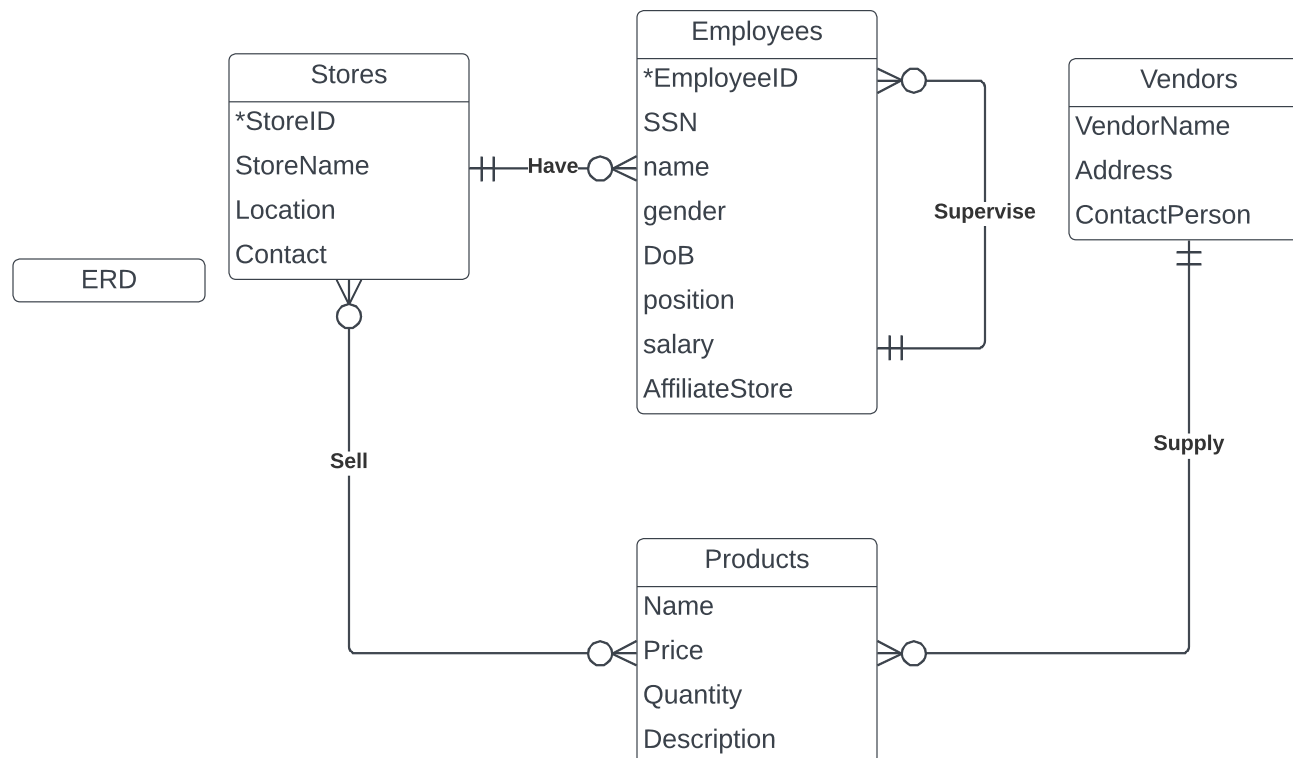 ERD
Stores
*StoreID
StoreName
Location
Contact
Have
Employees
*EmployeeID
SSN
name
gender
DoB
position
salary
AffiliateStore
Supervise
Vendors
VendorName
Address
ContactPerson
Sell
Supply
Products
Name
Price
Quantity
Description